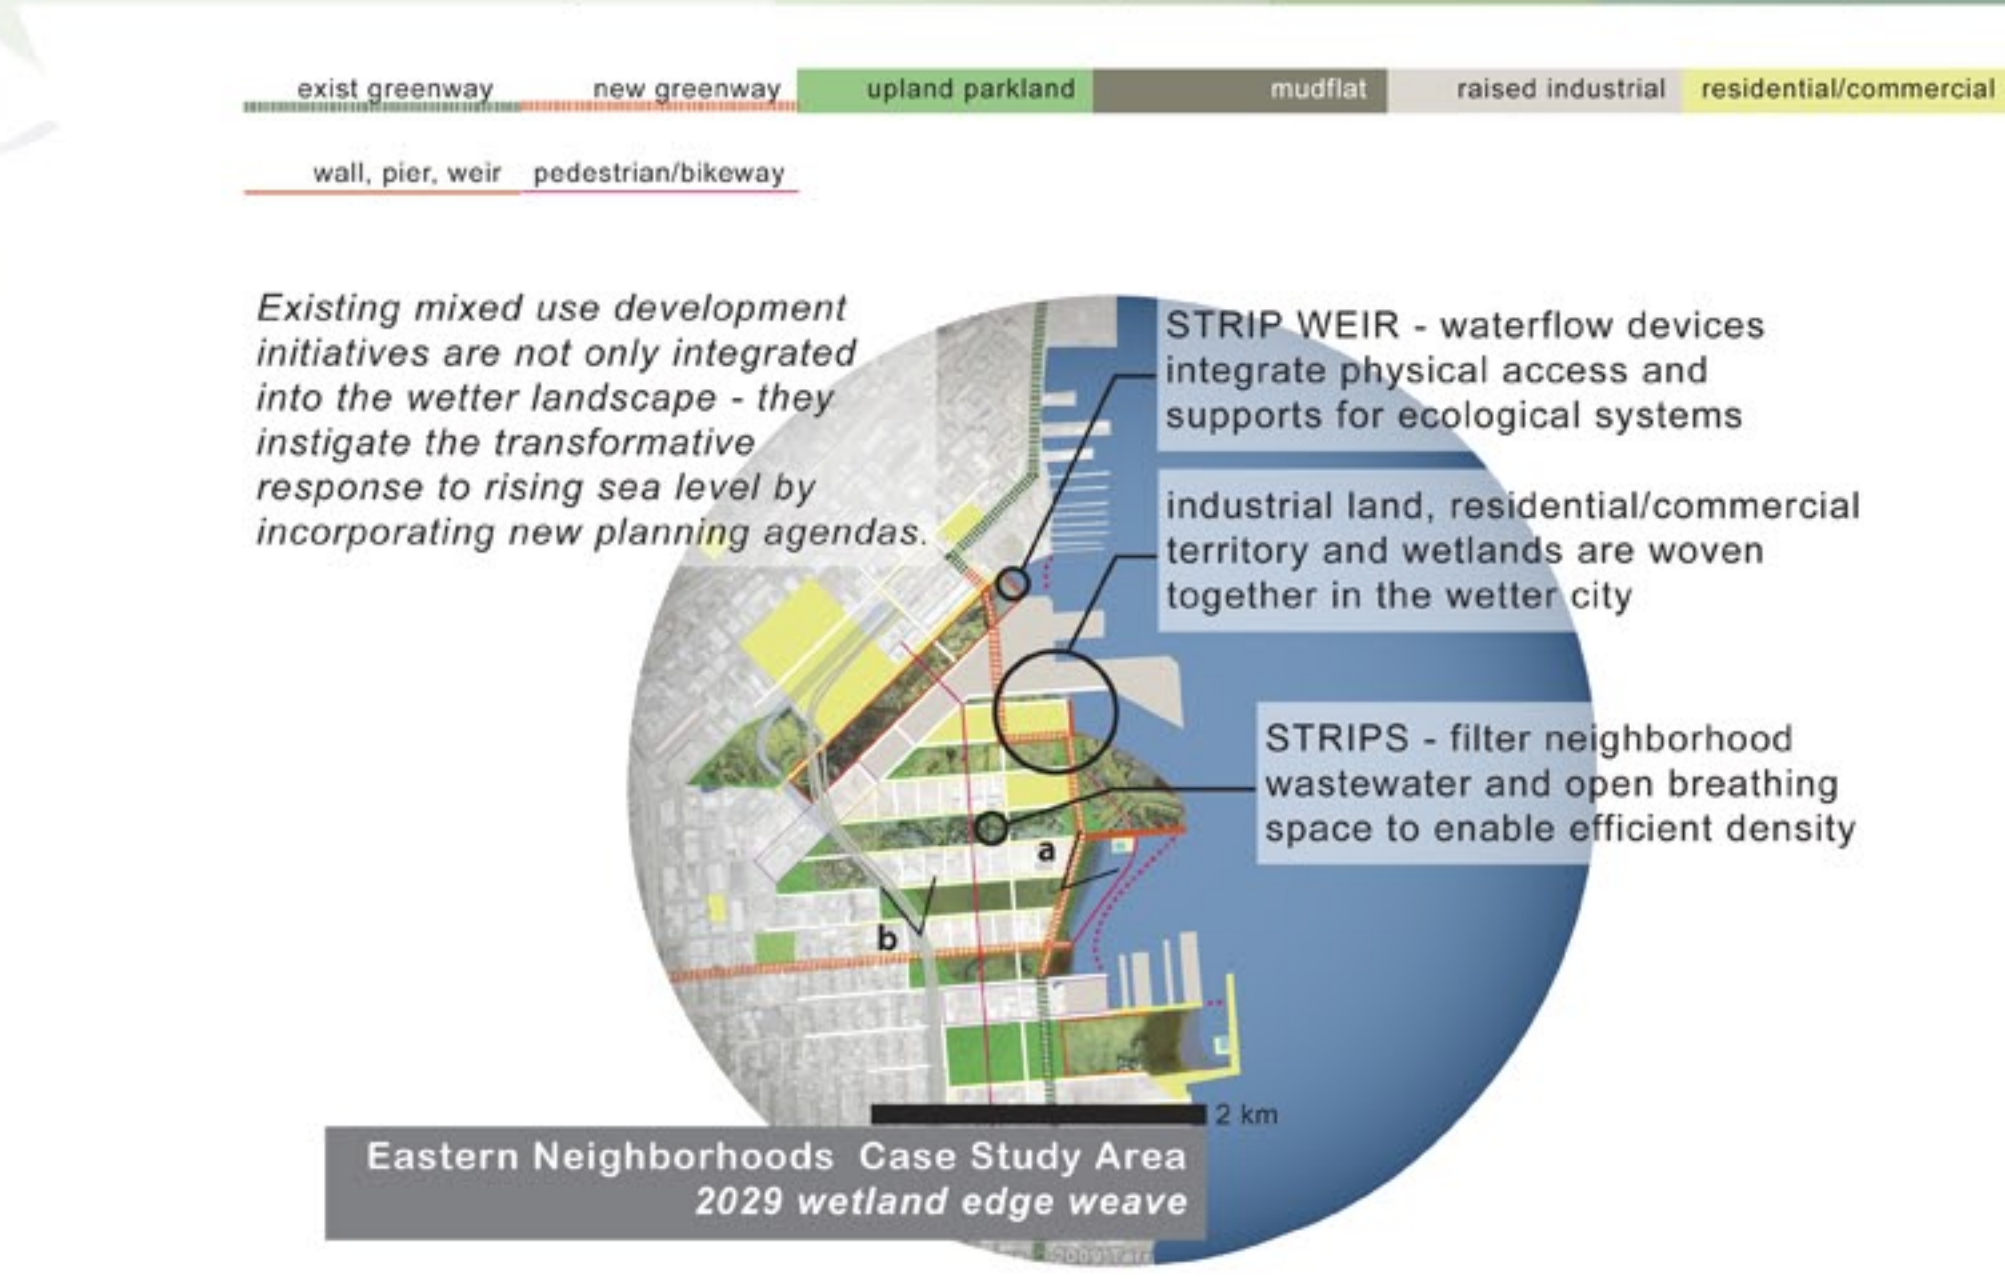 exist greenway
new greenway
upland parkland
mudflat
raised industrial
residential/commercial
wall, pier, weir
pedestrian/bikeway
Existing mixed use development
initiatives are not only integrated
into the wetter landscape - they
instigate the transformative
response to rising sea level by
incorporating new planning agendas.
STRIP WEIR - waterflow devices
integrate physical access and
supports for ecological systems
industrial land, residential/commercial
territory and wetlands are woven
together in the wetter city
STRIPS - filter neighborhood
wastewater and open breathing
space to enable efficient density
a
b
2 km
Eastern Neighborhoods Case Study Area
2029 wetland edge weave